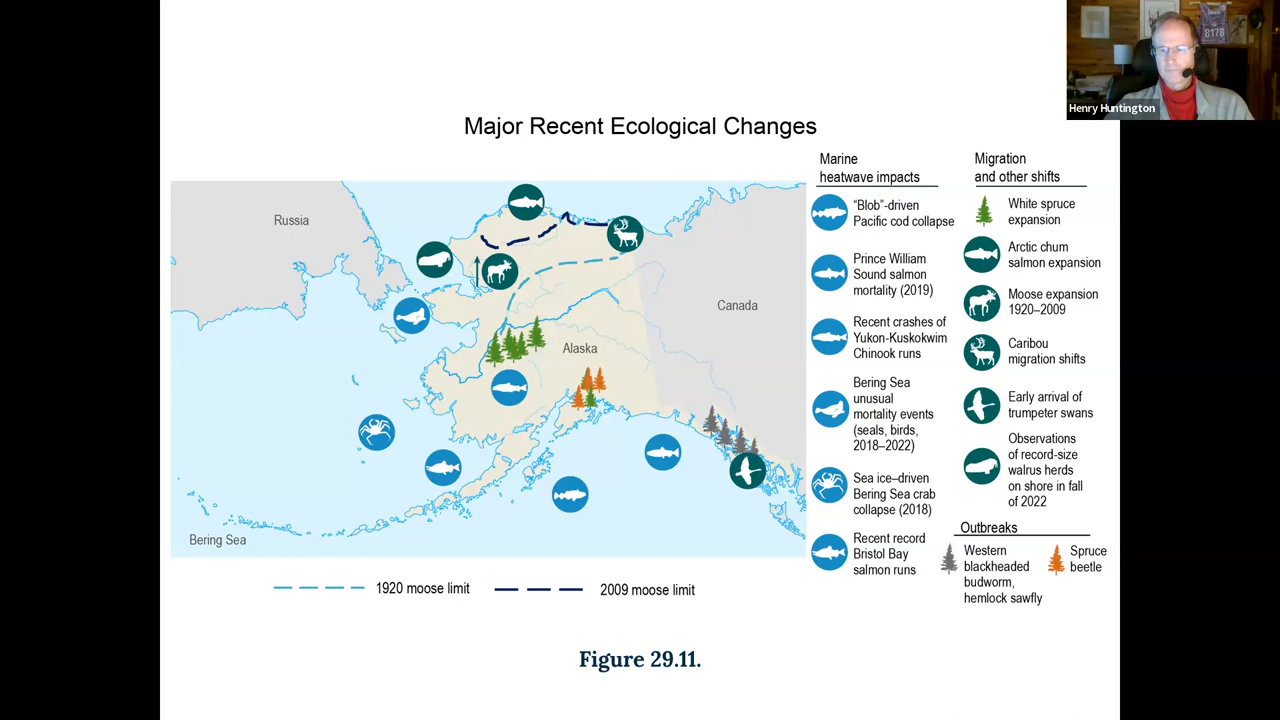 8178
Henry Huntington
Major Recent Ecological Changes
Russia
Canada
Alaska
Bering Sea
1920 moose limit
2009 moose limit
Marine
heatwave impacts
“Blob”-driven
Pacific cod collapse
Prince William
Sound salmon
mortality (2019)
Recent crashes of
Yukon-Kuskokwim
Chinook runs
Bering Sea
unusual
mortality events
(seals, birds,
2018–2022)
Sea ice–driven
Bering Sea crab
collapse (2018)
Recent record
Bristol Bay
salmon runs
Migration
and other shifts
White spruce
expansion
Arctic chum
salmon expansion
Moose expansion
1920–2009
Caribou
migration shifts
Early arrival of
trumpeter swans
Observations
of record-size
walrus herds
on shore in fall
of 2022
Outbreaks
Western
blackheaded
budworm,
hemlock sawfly
Spruce
beetle
Figure 29.11.